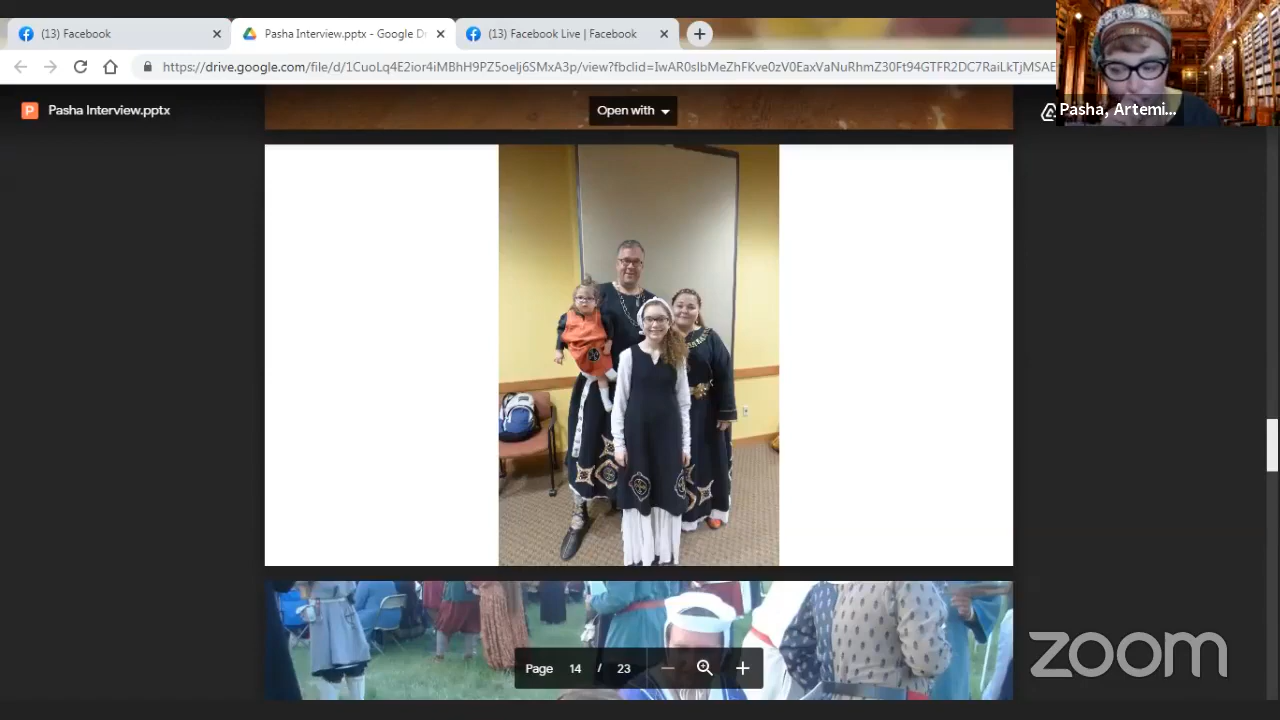 (13) Facebook
Pasha Interview.pptx - Google Dr
(13) Facebook Live | Facebook
https://drive.google.com/file/d/1CuoLq4E2ior4iMBhH9PZ5oeIj6SMxA3p/view?fbclid=IwAR0slbMeZhFKve0zV0EaxVaNuRhmZ30Ft94GTFR2DC7RaiLkTjMSAE
P
Pasha Interview.pptx
Open with
Pasha, Artemi...
Page 14 / 23
zoom